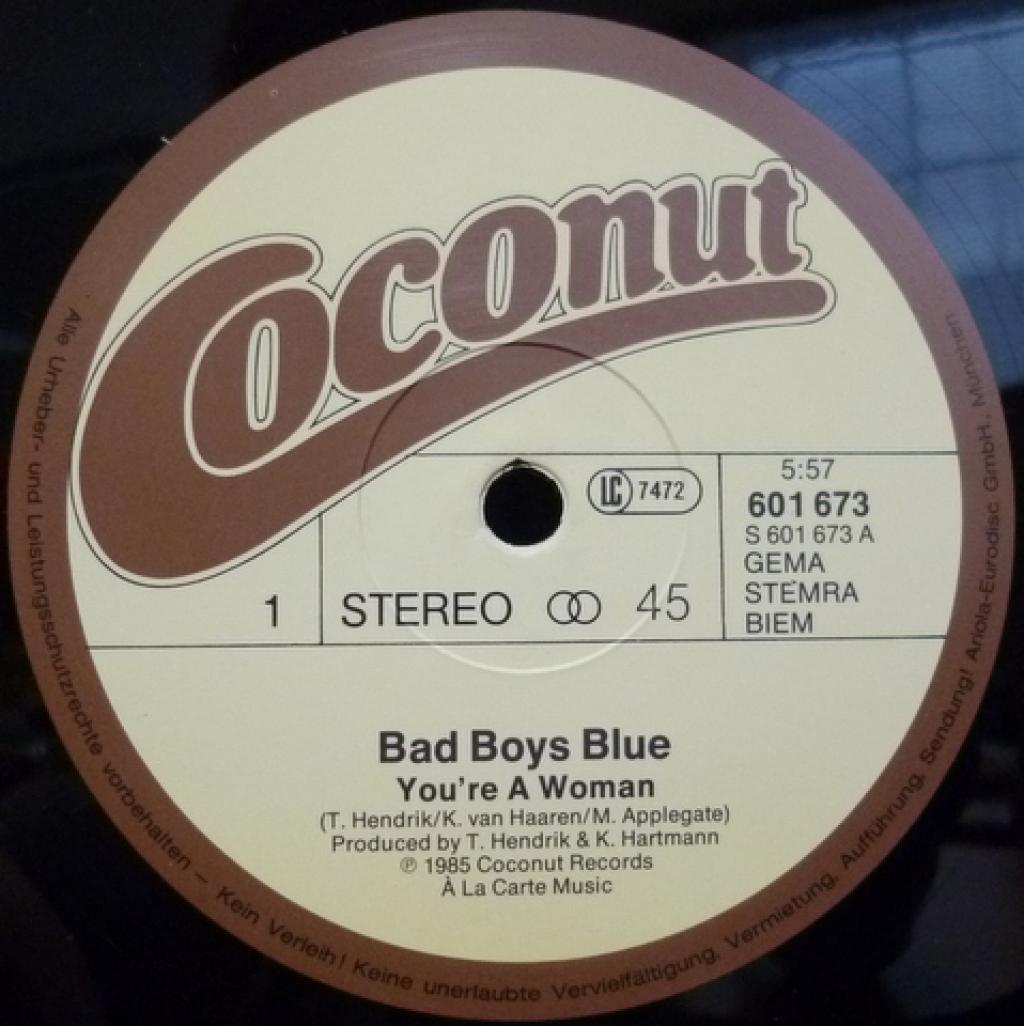 Coconut
LC 7472
5:57
601 673
S 601 673 A
GEMA
STEMRA
BIEM
1
STEREO
45
Bad Boys Blue
You're A Woman
(T. Hendrik/K. van Haaren/M. Applegate)
Produced by T. Hendrik & K. Hartmann
℗ 1985 Coconut Records
À La Carte Music
Alle Urheber- und Leistungsschutzrechte vorbehalten – Kein Verleih! Keine unerlaubte Vervielfältigung, Vermietung, Aufführung, Sendung! Ariola-Eurodisc GmbH., München